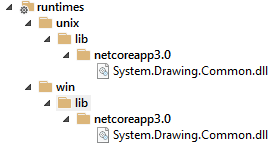 runtimes
unix
lib
netcoreapp3.0
System.Drawing.Common.dll
win
lib
netcoreapp3.0
System.Drawing.Common.dll